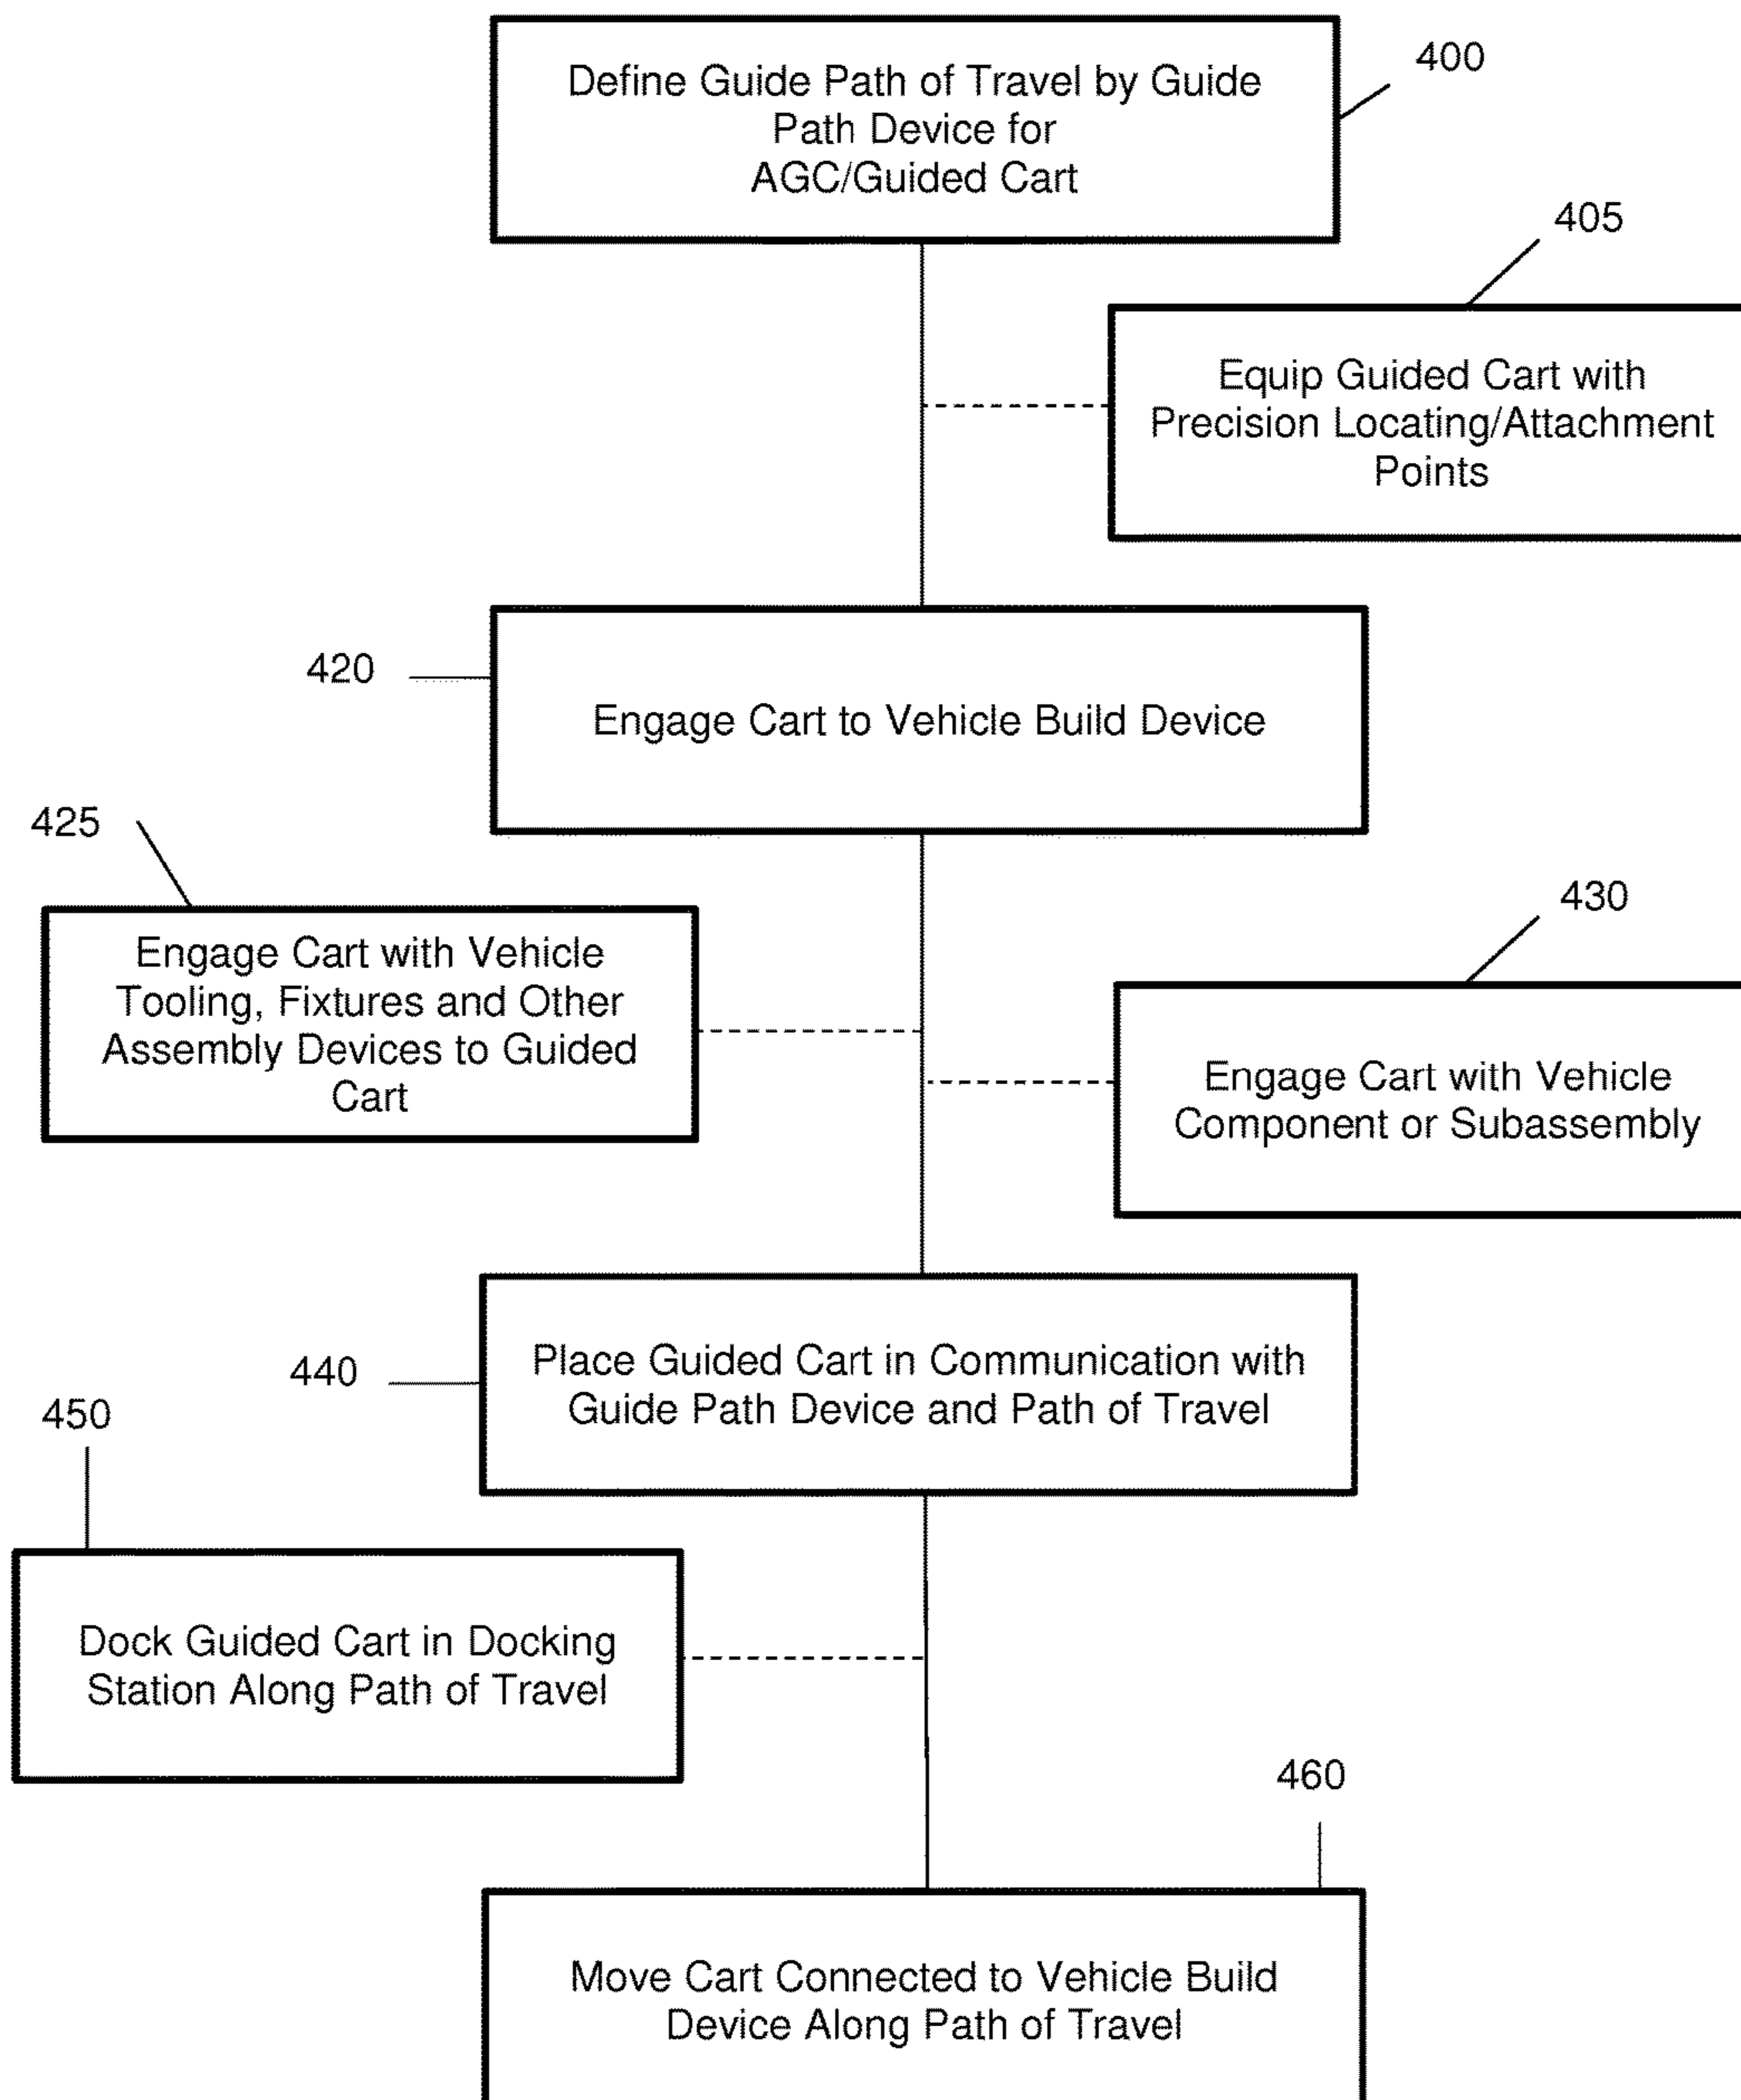 Define Guide Path of Travel by Guide
Path Device for
AGC/Guided Cart
400
405
Equip Guided Cart with
Precision Locating/Attachment
Points
420
Engage Cart to Vehicle Build Device
425
Engage Cart with Vehicle
Tooling, Fixtures and Other
Assembly Devices to Guided
Cart
430
Engage Cart with Vehicle
Component or Subassembly
440
Place Guided Cart in Communication with
Guide Path Device and Path of Travel
450
Dock Guided Cart in Docking
Station Along Path of Travel
460
Move Cart Connected to Vehicle Build
Device Along Path of Travel